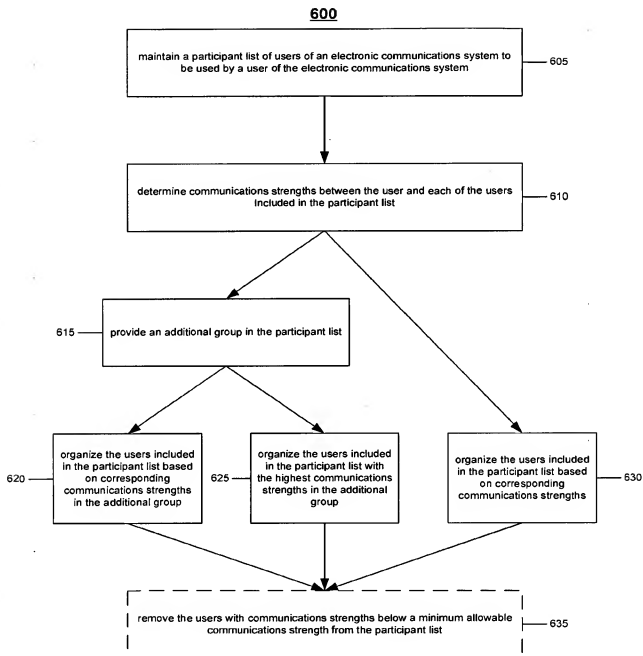 600
maintain a participant list of users of an electronic communications system to
be used by a user of the electronic communications system
605
determine communications strengths between the user and each of the users
included in the participant list
610
615
provide an additional group in the participant list
620
organize the users included
in the participant list based
on corresponding
communications strengths
in the additional group
625
organize the users included
in the participant list with
the highest communications
strengths in the additional
group
organize the users included
in the participant list based
on corresponding
communications strengths
630
remove the users with communications strengths below a minimum allowable
communications strength from the participant list
635